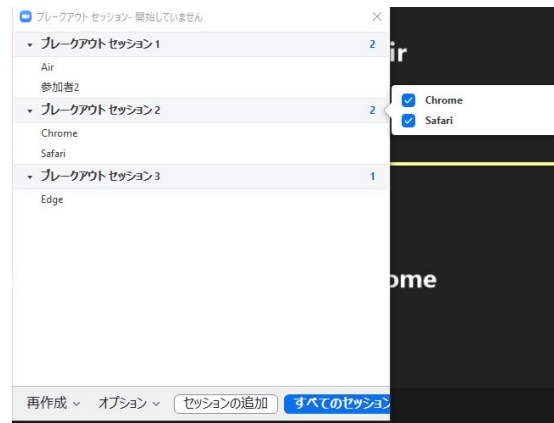 ブレークアウト セッション - 開始していません
ブレークアウト セッション 1 2
Air
参加者2
ブレークアウト セッション 2 2
Chrome
Safari
ブレークアウト セッション 3 1
Edge
再作成 オプション セッションの追加 すべてのセッション
ir
Chrome
Safari
ome